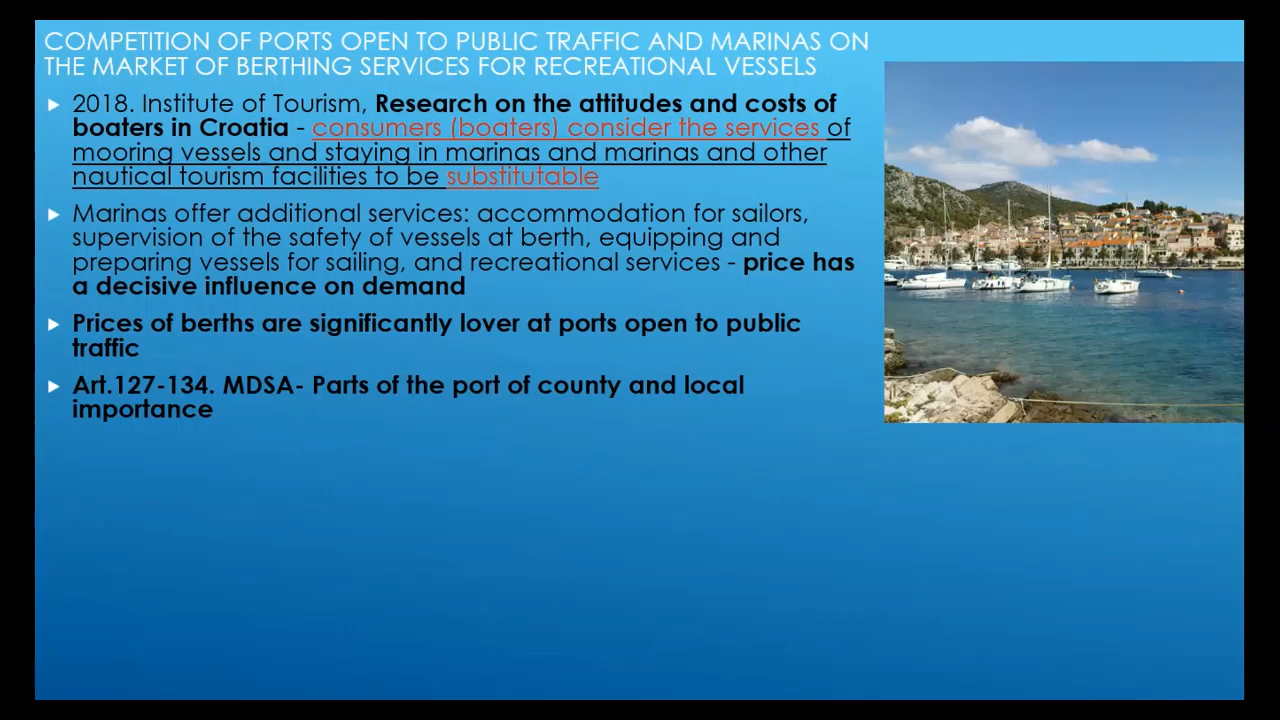 COMPETITION OF PORTS OPEN TO PUBLIC TRAFFIC AND MARINAS ON
THE MARKET OF BERTHING SERVICES FOR RECREATIONAL VESSELS
2018. Institute of Tourism, Research on the attitudes and costs of
boaters in Croatia - consumers (boaters) consider the services of
mooring vessels and staying in marinas and marinas and other
nautical tourism facilities to be substitutable
Marinas offer additional services: accommodation for sailors,
supervision of the safety of vessels at berth, equipping and
preparing vessels for sailing, and recreational services - price has
a decisive influence on demand
Prices of berths are significantly lover at ports open to public
traffic
Art.127-134. MDSA- Parts of the port of county and local
importance